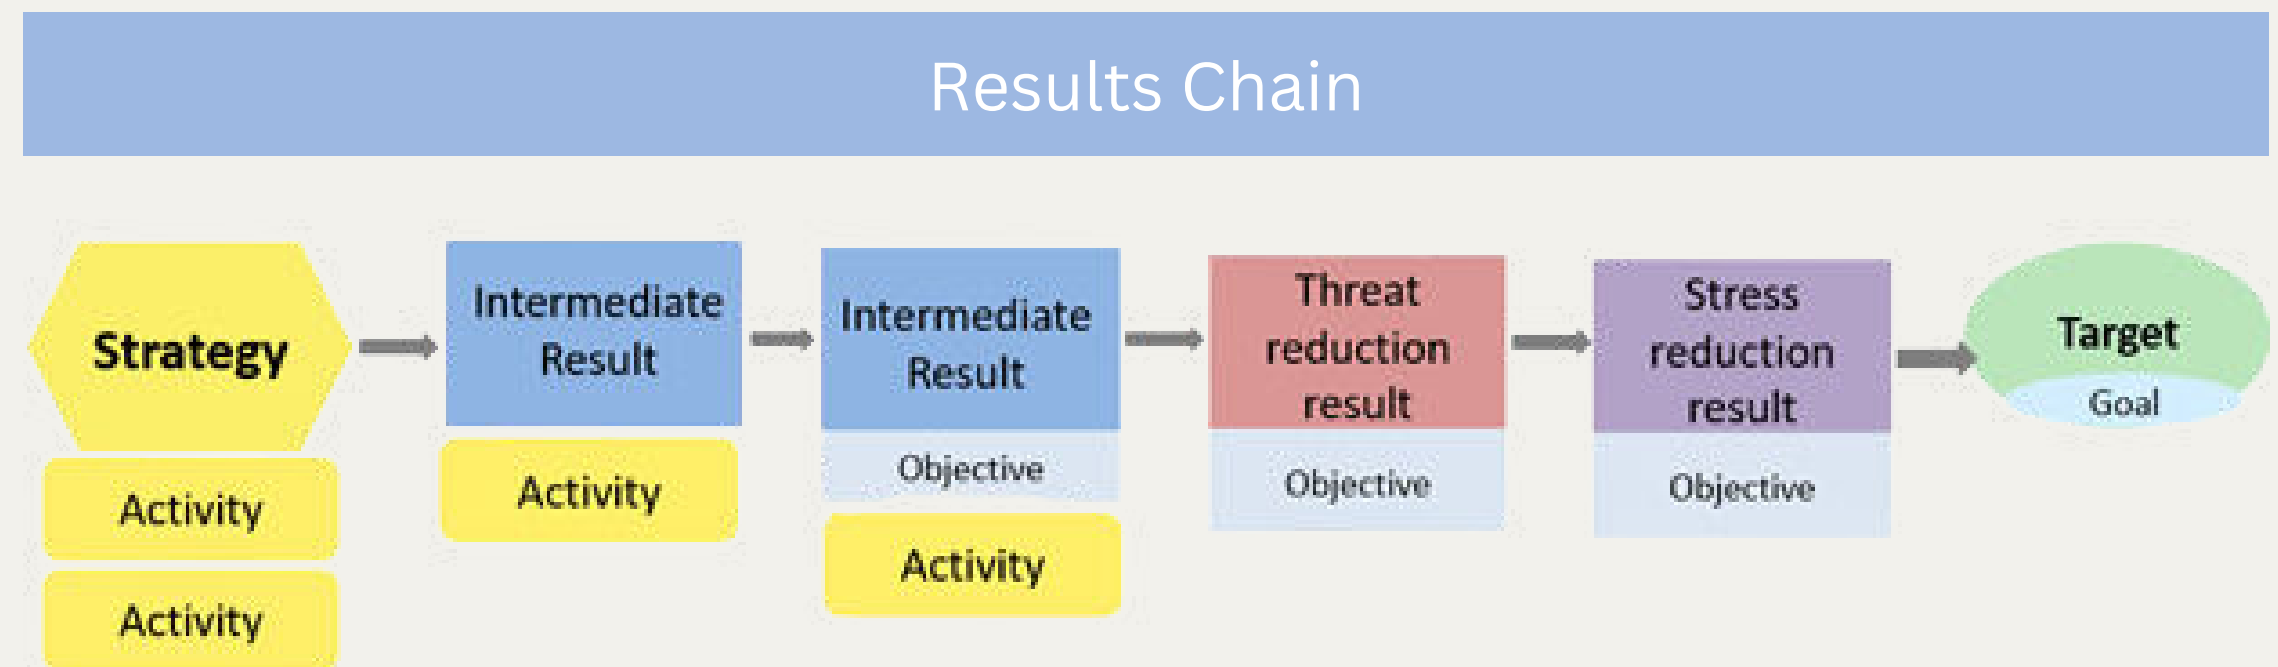 Results Chain
Strategy
Activity
Activity
Intermediate
Result
Activity
Intermediate
Result
Objective
Activity
Threat
reduction
result
Objective
Stress
reduction
result
Objective
Target
Goal